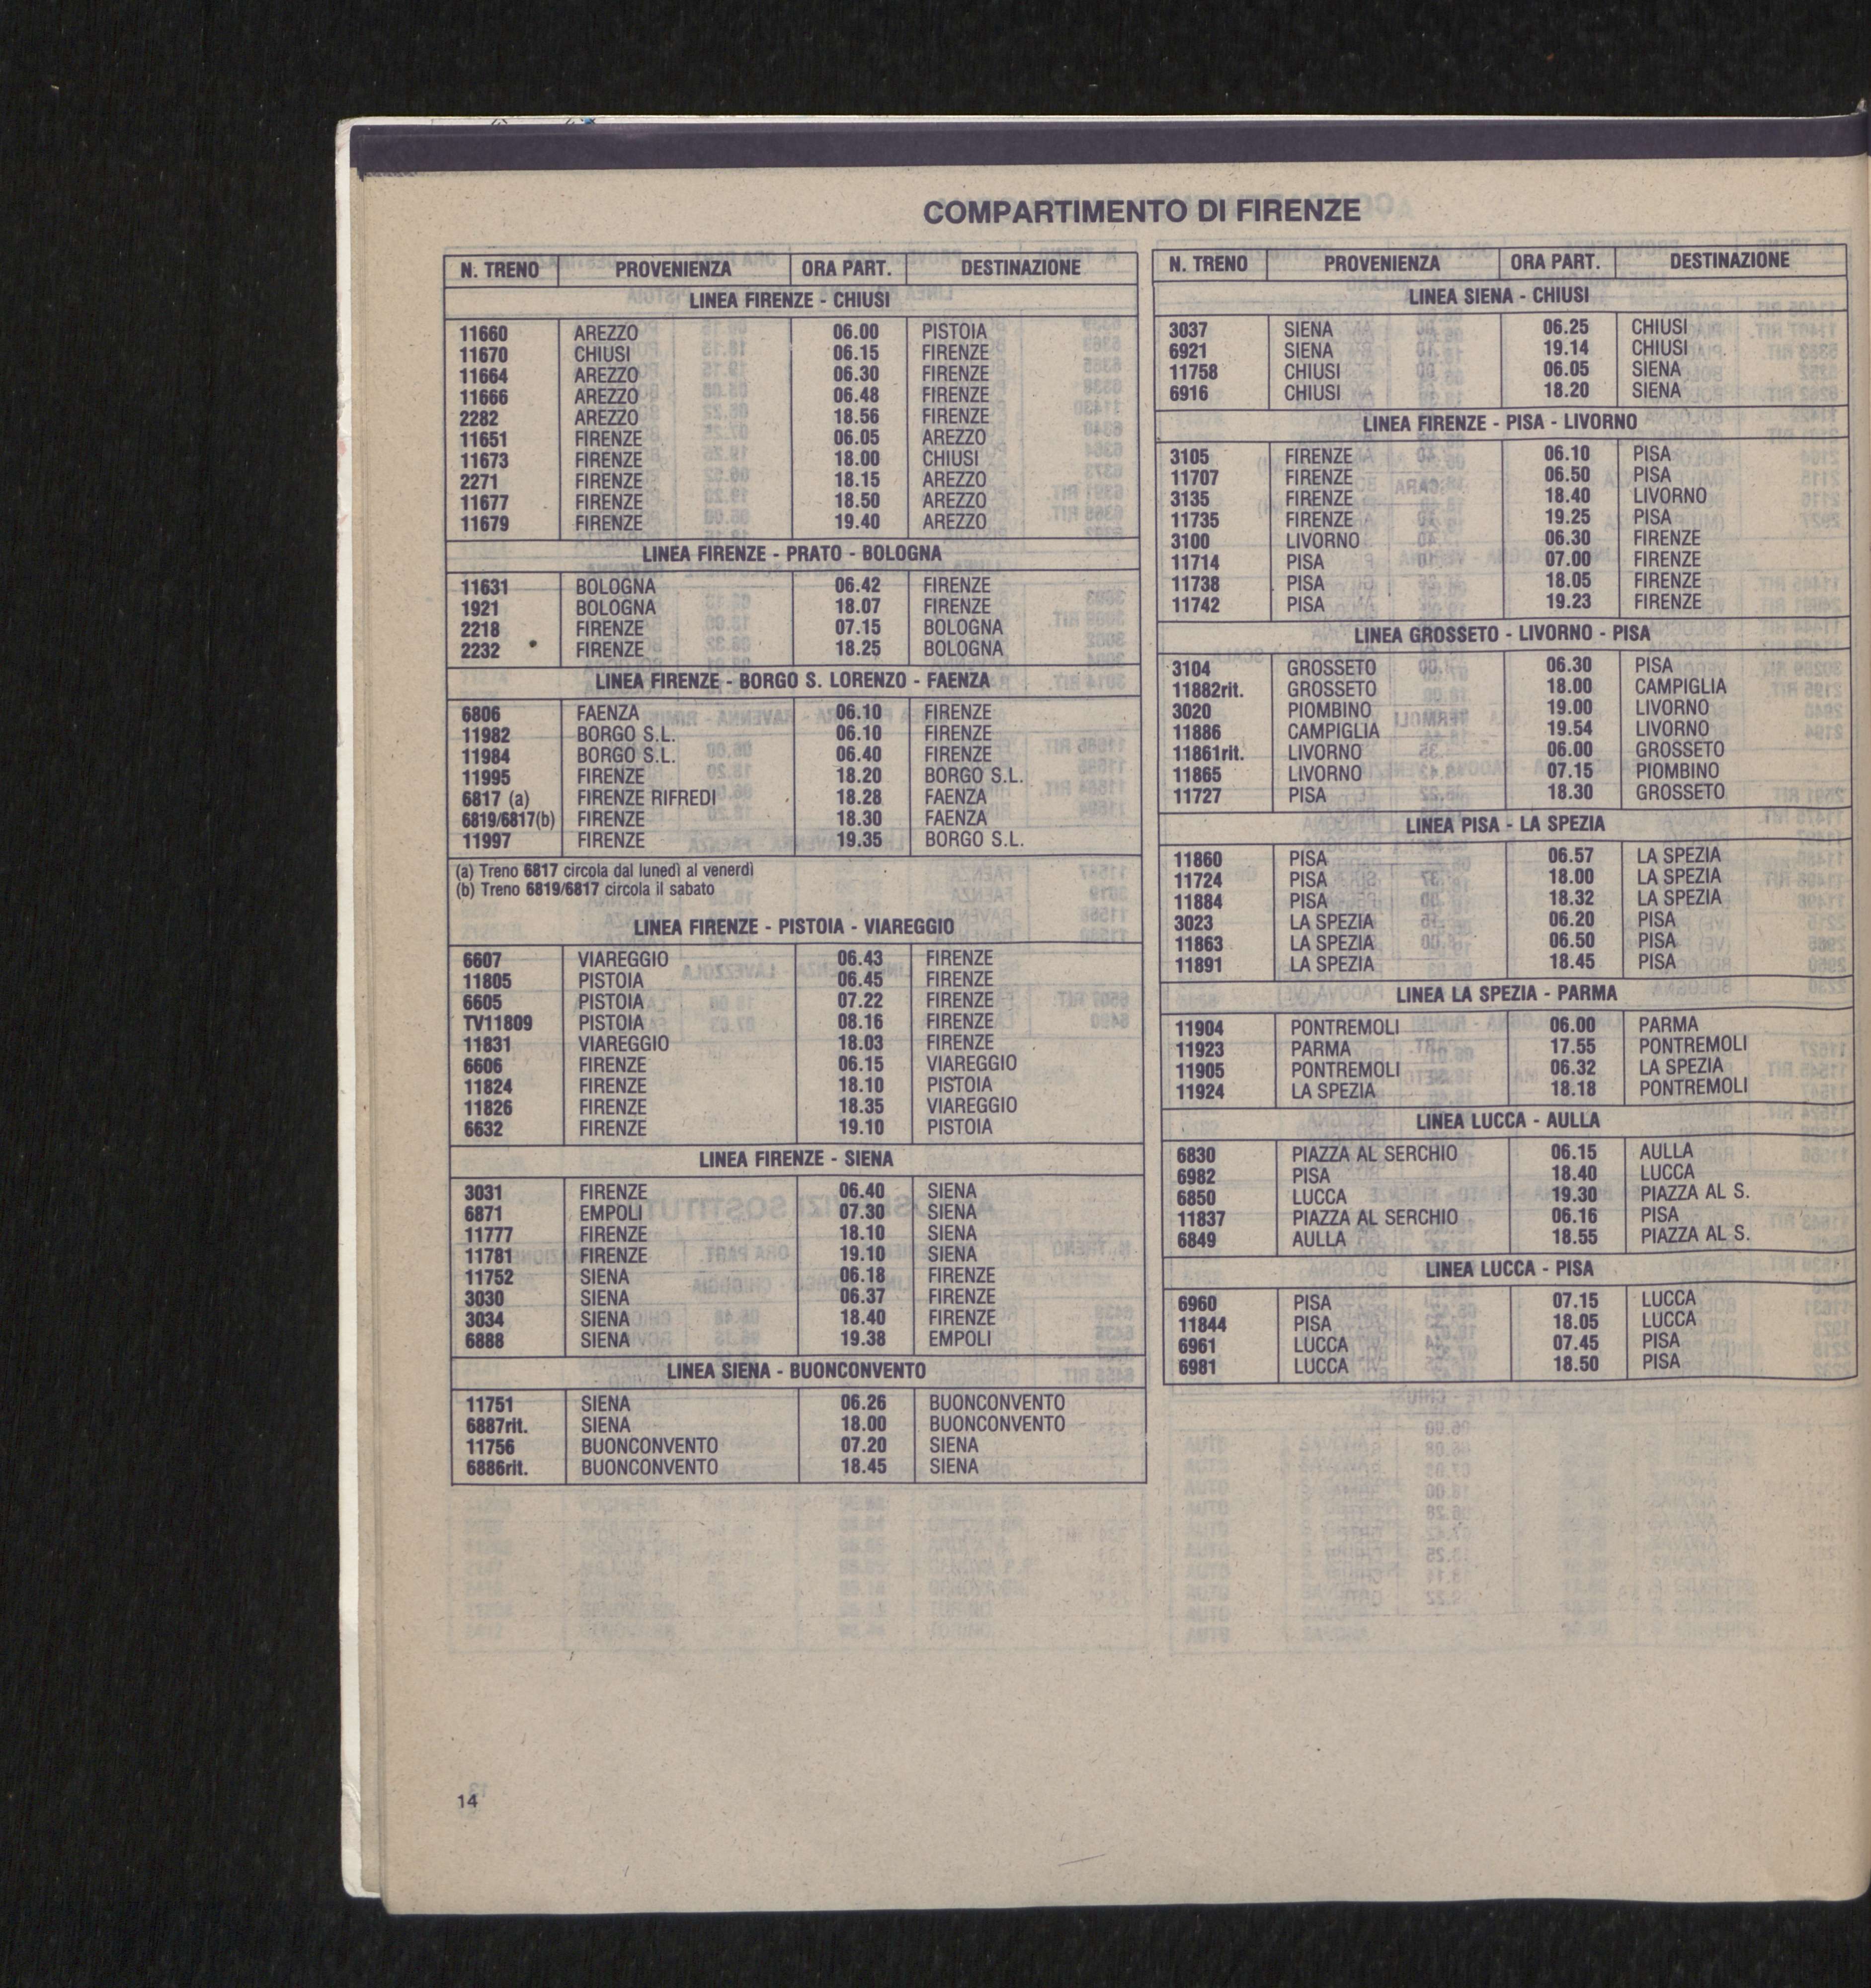 COMPARTIMENTO DI FIRENZE
N. TRENO PROVENIENZA ORA PART. DESTINAZIONE
LINEA FIRENZE - CHIUSI
11660 AREZZO 06.00 PISTOIA
11670 CHIUSI 06.15 FIRENZE
11664 AREZZO 06.30 FIRENZE
11666 AREZZO 06.48 FIRENZE
2282 AREZZO 18.56 FIRENZE
11651 FIRENZE 06.05 AREZZO
11673 FIRENZE 18.00 CHIUSI
2271 FIRENZE 18.15 AREZZO
11677 FIRENZE 18.50 AREZZO
11679 FIRENZE 19.40 AREZZO
LINEA FIRENZE - PRATO - BOLOGNA
11631 BOLOGNA 06.42 FIRENZE
1921 BOLOGNA 18.07 FIRENZE
2218 FIRENZE 07.15 BOLOGNA
2232 FIRENZE 18.25 BOLOGNA
LINEA FIRENZE - BORGO S. LORENZO - FAENZA
6806 FAENZA 06.10 FIRENZE
11982 BORGO S.L. 06.10 FIRENZE
11984 BORGO S.L. 06.40 FIRENZE
11995 FIRENZE 18.20 BORGO S.L.
6817 (a) FIRENZE RIFREDI 18.28 FAENZA
6819/6817(b) FIRENZE 18.30 FAENZA
11997 FIRENZE 19.35 BORGO S.L.
(a) Treno 6817 circola dal lunedì al venerdì
(b) Treno 6819/6817 circola il sabato
LINEA FIRENZE - PISTOIA - VIAREGGIO
6607 VIAREGGIO 06.43 FIRENZE
11805 PISTOIA 06.45 FIRENZE
6605 PISTOIA 07.22 FIRENZE
TV11809 PISTOIA 08.16 FIRENZE
11831 VIAREGGIO 18.03 FIRENZE
6606 FIRENZE 06.15 VIAREGGIO
11824 FIRENZE 18.10 PISTOIA
11826 FIRENZE 18.35 VIAREGGIO
6632 FIRENZE 19.10 PISTOIA
LINEA FIRENZE - SIENA
3031 FIRENZE 06.40 SIENA
6871 EMPOLI 07.30 SIENA
11777 FIRENZE 18.10 SIENA
11781 FIRENZE 19.10 SIENA
11752 SIENA 06.18 FIRENZE
3030 SIENA 06.37 FIRENZE
3034 SIENA 18.40 FIRENZE
6888 SIENA 19.38 EMPOLI
LINEA SIENA - BUONCONVENTO
11751 SIENA 06.26 BUONCONVENTO
6887rit. SIENA 18.00 BUONCONVENTO
11756 BUONCONVENTO 07.20 SIENA
6886rit. BUONCONVENTO 18.45 SIENA
N. TRENO PROVENIENZA ORA PART. DESTINAZIONE
LINEA SIENA - CHIUSI
3037 SIENA 06.25 CHIUSI
6921 SIENA 19.14 CHIUSI
11758 CHIUSI 06.05 SIENA
6916 CHIUSI 18.20 SIENA
LINEA FIRENZE - PISA - LIVORNO
3105 FIRENZE 06.10 PISA
11707 FIRENZE 06.50 PISA
3135 FIRENZE 18.40 LIVORNO
11735 FIRENZE 19.25 PISA
3100 LIVORNO 06.30 FIRENZE
11714 PISA 07.00 FIRENZE
11738 PISA 18.05 FIRENZE
11742 PISA 19.23 FIRENZE
LINEA GROSSETO - LIVORNO - PISA
3104 GROSSETO 06.30 PISA
11882rit. GROSSETO 18.00 CAMPIGLIA
3020 PIOMBINO 19.00 LIVORNO
11886 CAMPIGLIA 19.54 LIVORNO
11861rit. LIVORNO 06.00 GROSSETO
11865 LIVORNO 07.15 PIOMBINO
11727 PISA 18.30 GROSSETO
LINEA PISA - LA SPEZIA
11860 PISA 06.57 LA SPEZIA
11724 PISA 18.00 LA SPEZIA
11884 PISA 18.32 LA SPEZIA
3023 LA SPEZIA 06.20 PISA
11863 LA SPEZIA 06.50 PISA
11891 LA SPEZIA 18.45 PISA
LINEA LA SPEZIA - PARMA
11904 PONTREMOLI 06.00 PARMA
11923 PARMA 17.55 PONTREMOLI
11905 PONTREMOLI 06.32 LA SPEZIA
11924 LA SPEZIA 18.18 PONTREMOLI
LINEA LUCCA - AULLA
6830 PIAZZA AL SERCHIO 06.15 AULLA
6982 PISA 18.40 LUCCA
6850 LUCCA 19.30 PIAZZA AL S.
11837 PIAZZA AL SERCHIO 06.16 PISA
6849 AULLA 18.55 PIAZZA AL S.
LINEA LUCCA - PISA
6960 PISA 07.15 LUCCA
11844 PISA 18.05 LUCCA
6961 LUCCA 07.45 PISA
6981 LUCCA 18.50 PISA
14